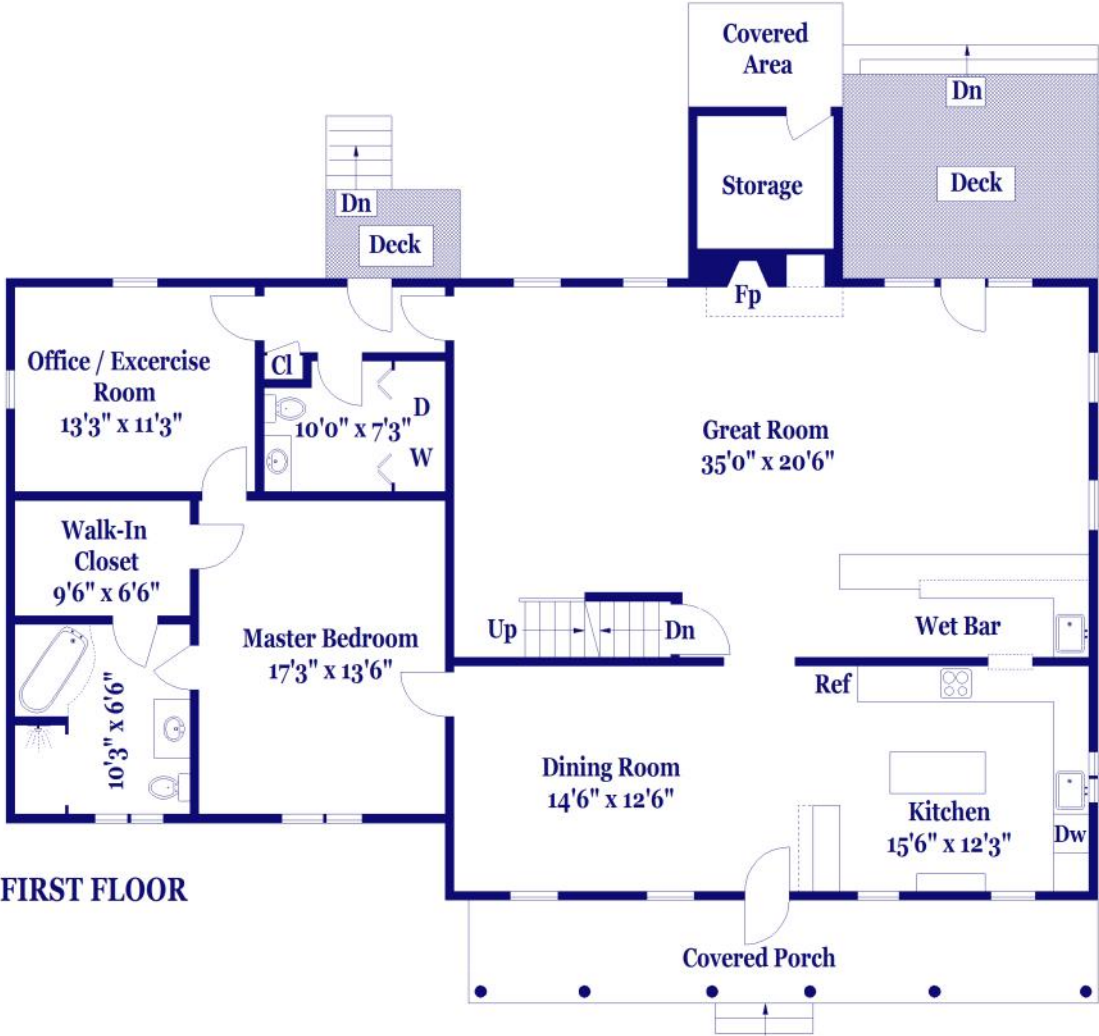 Covered
Area
Dn
Deck
Storage
Dn
Deck
Fp
Office / Excercise
Room
13'3" x 11'3"
Cl
10'0" x 7'3"
D
W
Great Room
35'0" x 20'6"
Walk-In
Closet
9'6" x 6'6"
Up
Dn
Wet Bar
Master Bedroom
17'3" x 13'6"
10'3" x 6'6"
Ref
Dining Room
14'6" x 12'6"
Kitchen
15'6" x 12'3"
Dw
FIRST FLOOR
Covered Porch